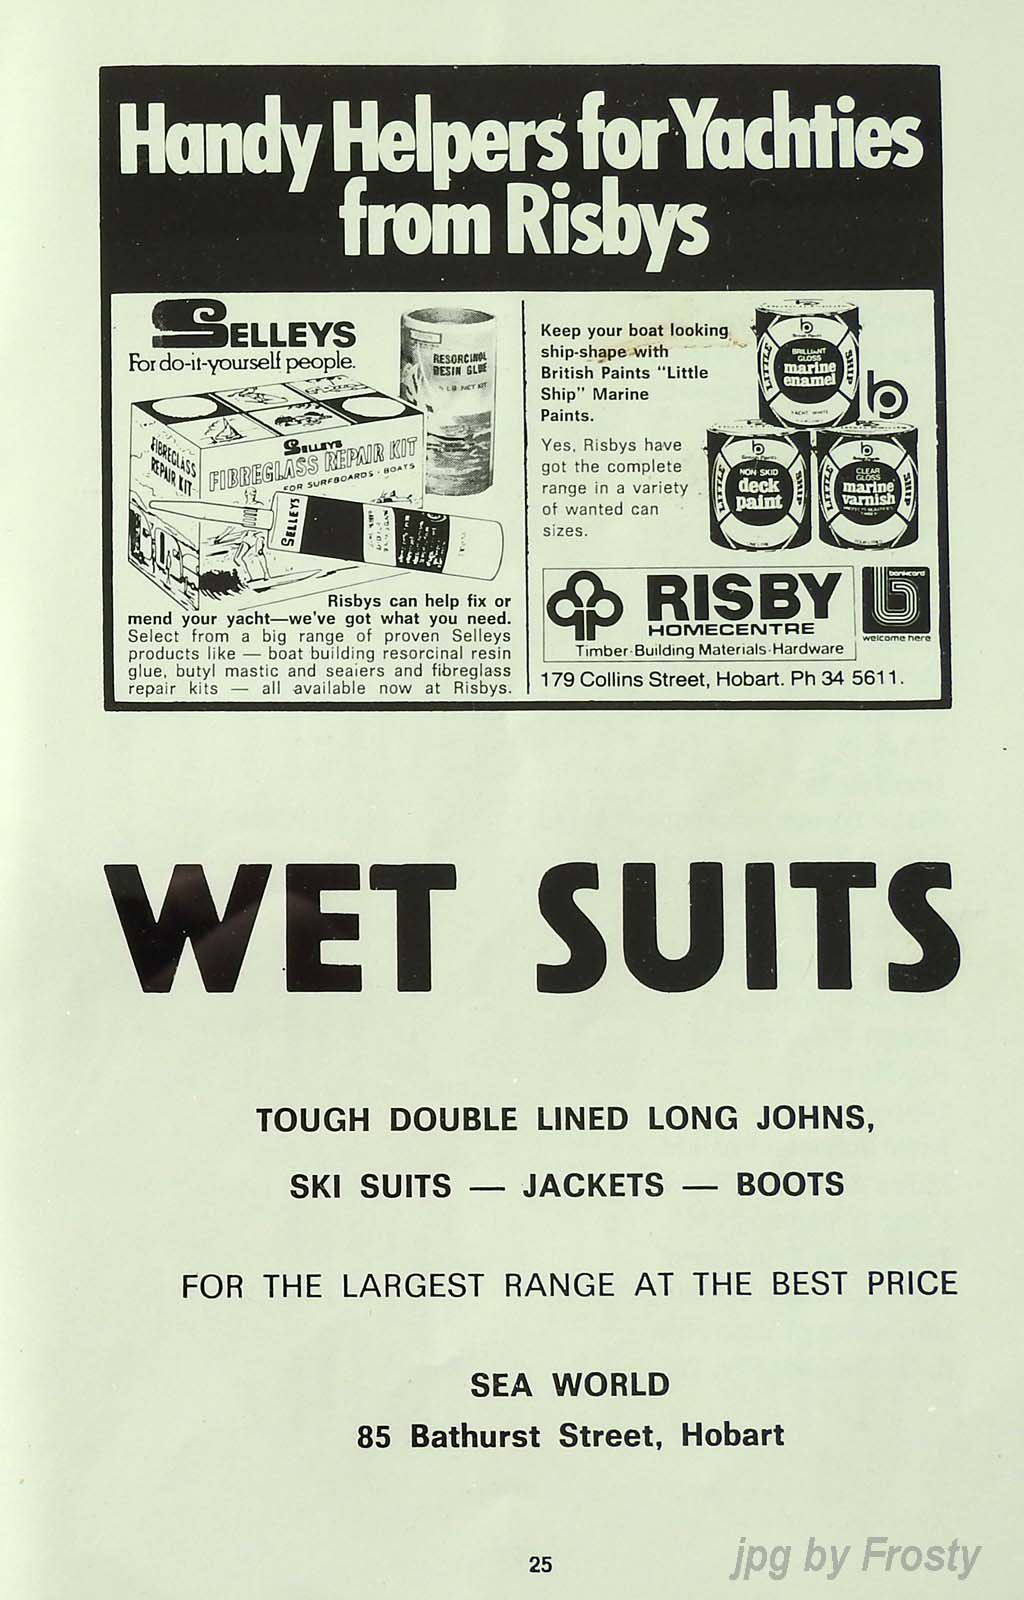 Handy Helpers for Yachties
from Risbys
SELLEYS
For do-it-yourself people.
RESORCINOL
RESIN GLUE
FIBREGLASS
REPAIR KIT
SELLEYS
FIBREGLASS REPAIR KIT
FOR SURFBOARDS · BOATS
SELLEYS
Risbys can help fix or
mend your yacht—we've got what you need.
Select from a big range of proven Selleys
products like — boat building resorcinal resin
glue, butyl mastic and sealers and fibreglass
repair kits — all available now at Risbys.
Keep your boat looking
ship-shape with
British Paints "Little
Ship" Marine
Paints.
Yes, Risbys have
got the complete
range in a variety
of wanted can
sizes.
LITTLE SHIP
BRILLIANT
GLOSS
marine
enamel
YACHT WHITE
b
LITTLE
NON SKID
deck
paint
LITTLE SHIP
CLEAR
GLOSS
marine
varnish
RISBY
HOMECENTRE
Timber·Building Materials·Hardware
bankcard
welcome here
179 Collins Street, Hobart. Ph 34 5611.
WET SUITS
TOUGH DOUBLE LINED LONG JOHNS,
SKI SUITS — JACKETS — BOOTS
FOR THE LARGEST RANGE AT THE BEST PRICE
SEA WORLD
85 Bathurst Street, Hobart
25
jpg by Frosty